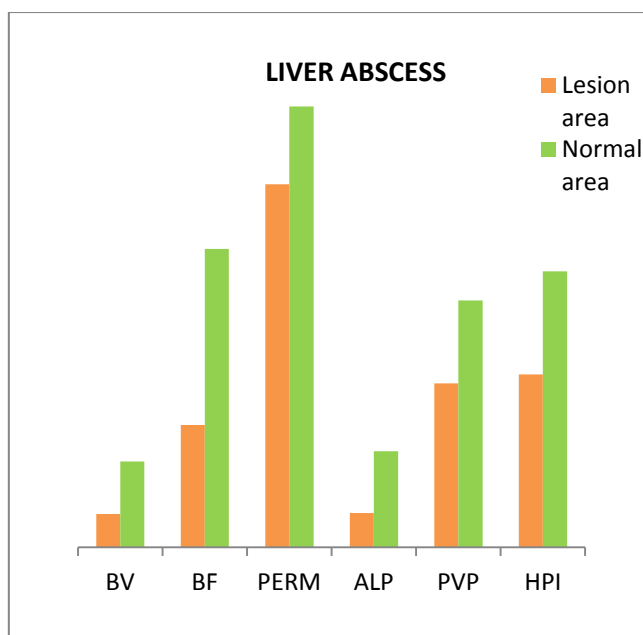 LIVER ABSCESS
Lesion
area
Normal
area
BV BF PERM ALP PVP HPI